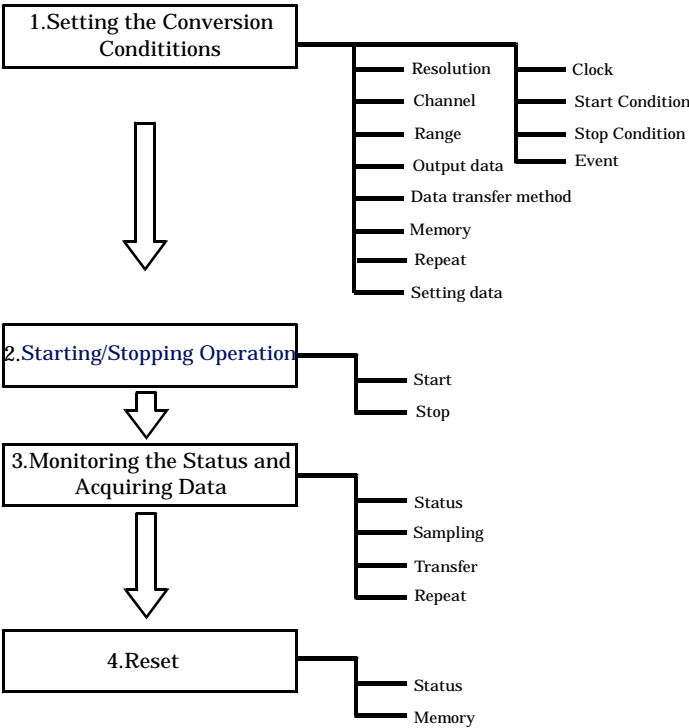 1.Setting the Conversion
Condititions
Resolution
Channel
Range
Output data
Data transfer method
Memory
Repeat
Setting data
Clock
Start Condition
Stop Condition
Event
2.Starting/Stopping Operation
Start
Stop
3.Monitoring the Status and
Acquiring Data
Status
Sampling
Transfer
Repeat
4.Reset
Status
Memory